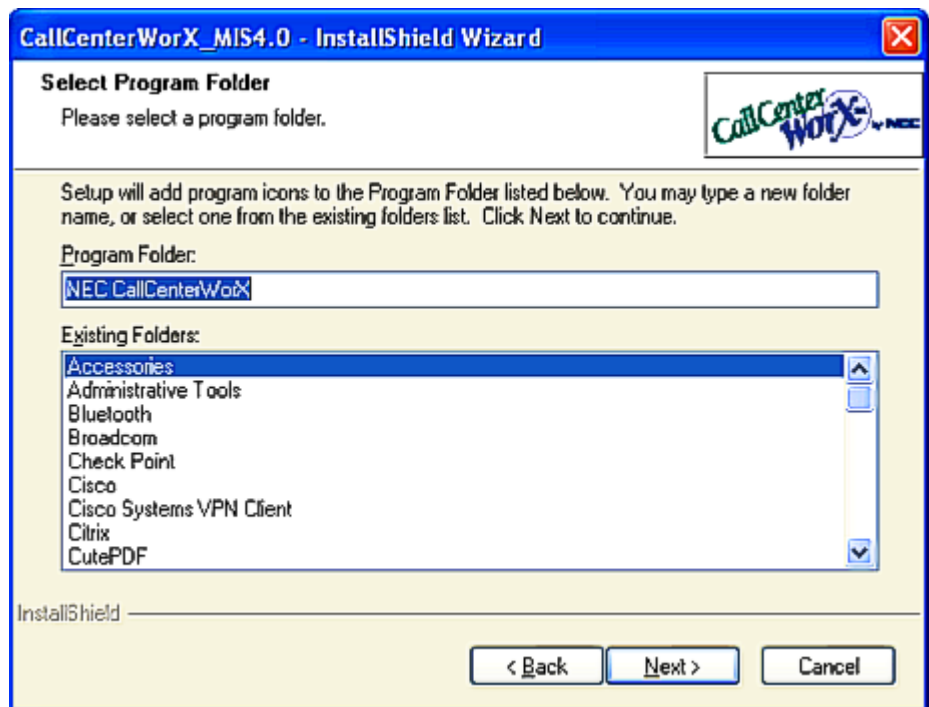 CallCenterWorX_MIS4.0 - InstallShield Wizard
Select Program Folder
Please select a program folder.
CallCenter
WorX- by NEC
Setup will add program icons to the Program Folder listed below. You may type a new folder
name, or select one from the existing folders list. Click Next to continue.
Program Folder:
NEC CallCenterWorX
Existing Folders:
Accessories
Administrative Tools
Bluetooth
Broadcom
Check Point
Cisco
Cisco Systems VPN Client
Citrix
CutePDF
InstallShield
< Back
Next >
Cancel